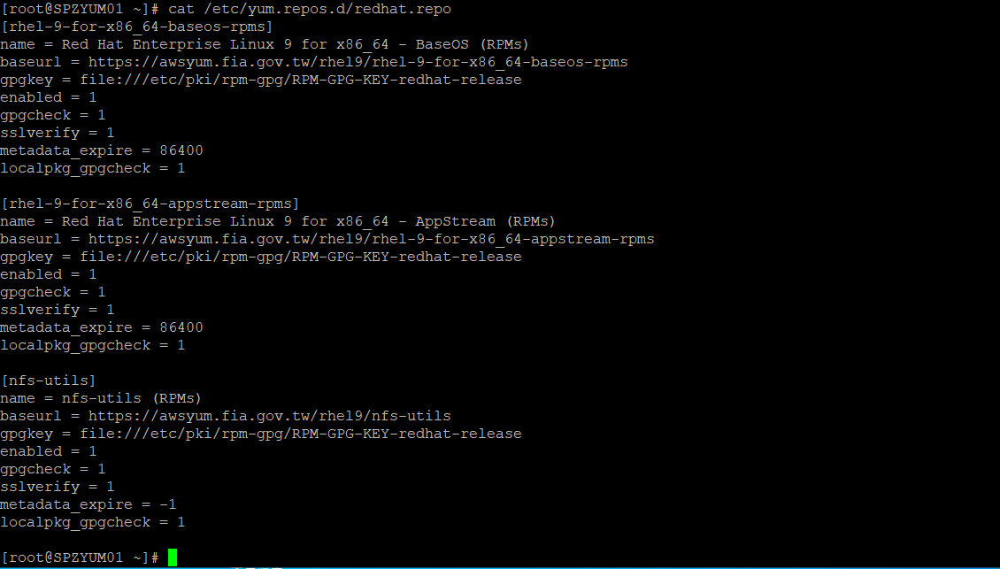 [root@SPZYUM01 ~]# cat /etc/yum.repos.d/redhat.repo
[rhel-9-for-x86_64-baseos-rpms]
name = Red Hat Enterprise Linux 9 for x86_64 - BaseOS (RPMs)
baseurl = https://awsyum.fia.gov.tw/rhel9/rhel-9-for-x86_64-baseos-rpms
gpgkey = file:///etc/pki/rpm-gpg/RPM-GPG-KEY-redhat-release
enabled = 1
gpgcheck = 1
sslverify = 1
metadata_expire = 86400
localpkg_gpgcheck = 1

[rhel-9-for-x86_64-appstream-rpms]
name = Red Hat Enterprise Linux 9 for x86_64 - AppStream (RPMs)
baseurl = https://awsyum.fia.gov.tw/rhel9/rhel-9-for-x86_64-appstream-rpms
gpgkey = file:///etc/pki/rpm-gpg/RPM-GPG-KEY-redhat-release
enabled = 1
gpgcheck = 1
sslverify = 1
metadata_expire = 86400
localpkg_gpgcheck = 1

[nfs-utils]
name = nfs-utils (RPMs)
baseurl = https://awsyum.fia.gov.tw/rhel9/nfs-utils
gpgkey = file:///etc/pki/rpm-gpg/RPM-GPG-KEY-redhat-release
enabled = 1
gpgcheck = 1
sslverify = 1
metadata_expire = -1
localpkg_gpgcheck = 1

[root@SPZYUM01 ~]#